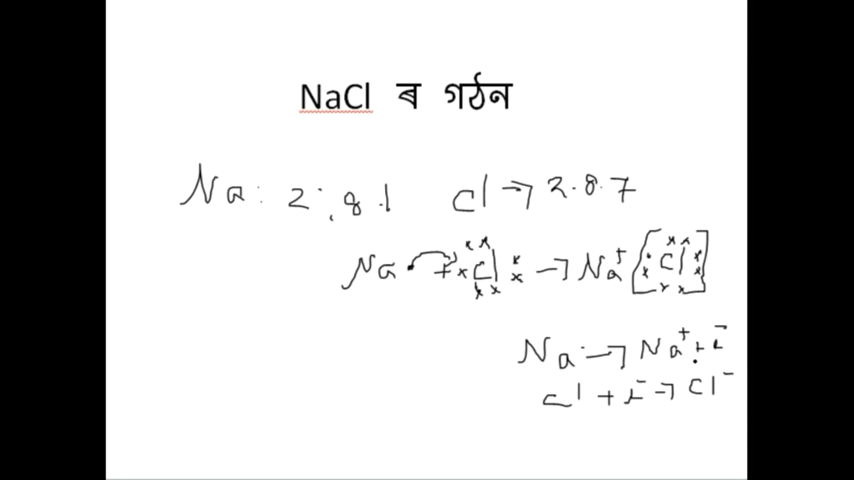 NaCl ৰ গঠন
Na: 2.8.1 Cl → 2.8.7
Na • + × Cl → Na⁺ [Cl]
Na → Na⁺ + e⁻
Cl + e⁻ → Cl⁻